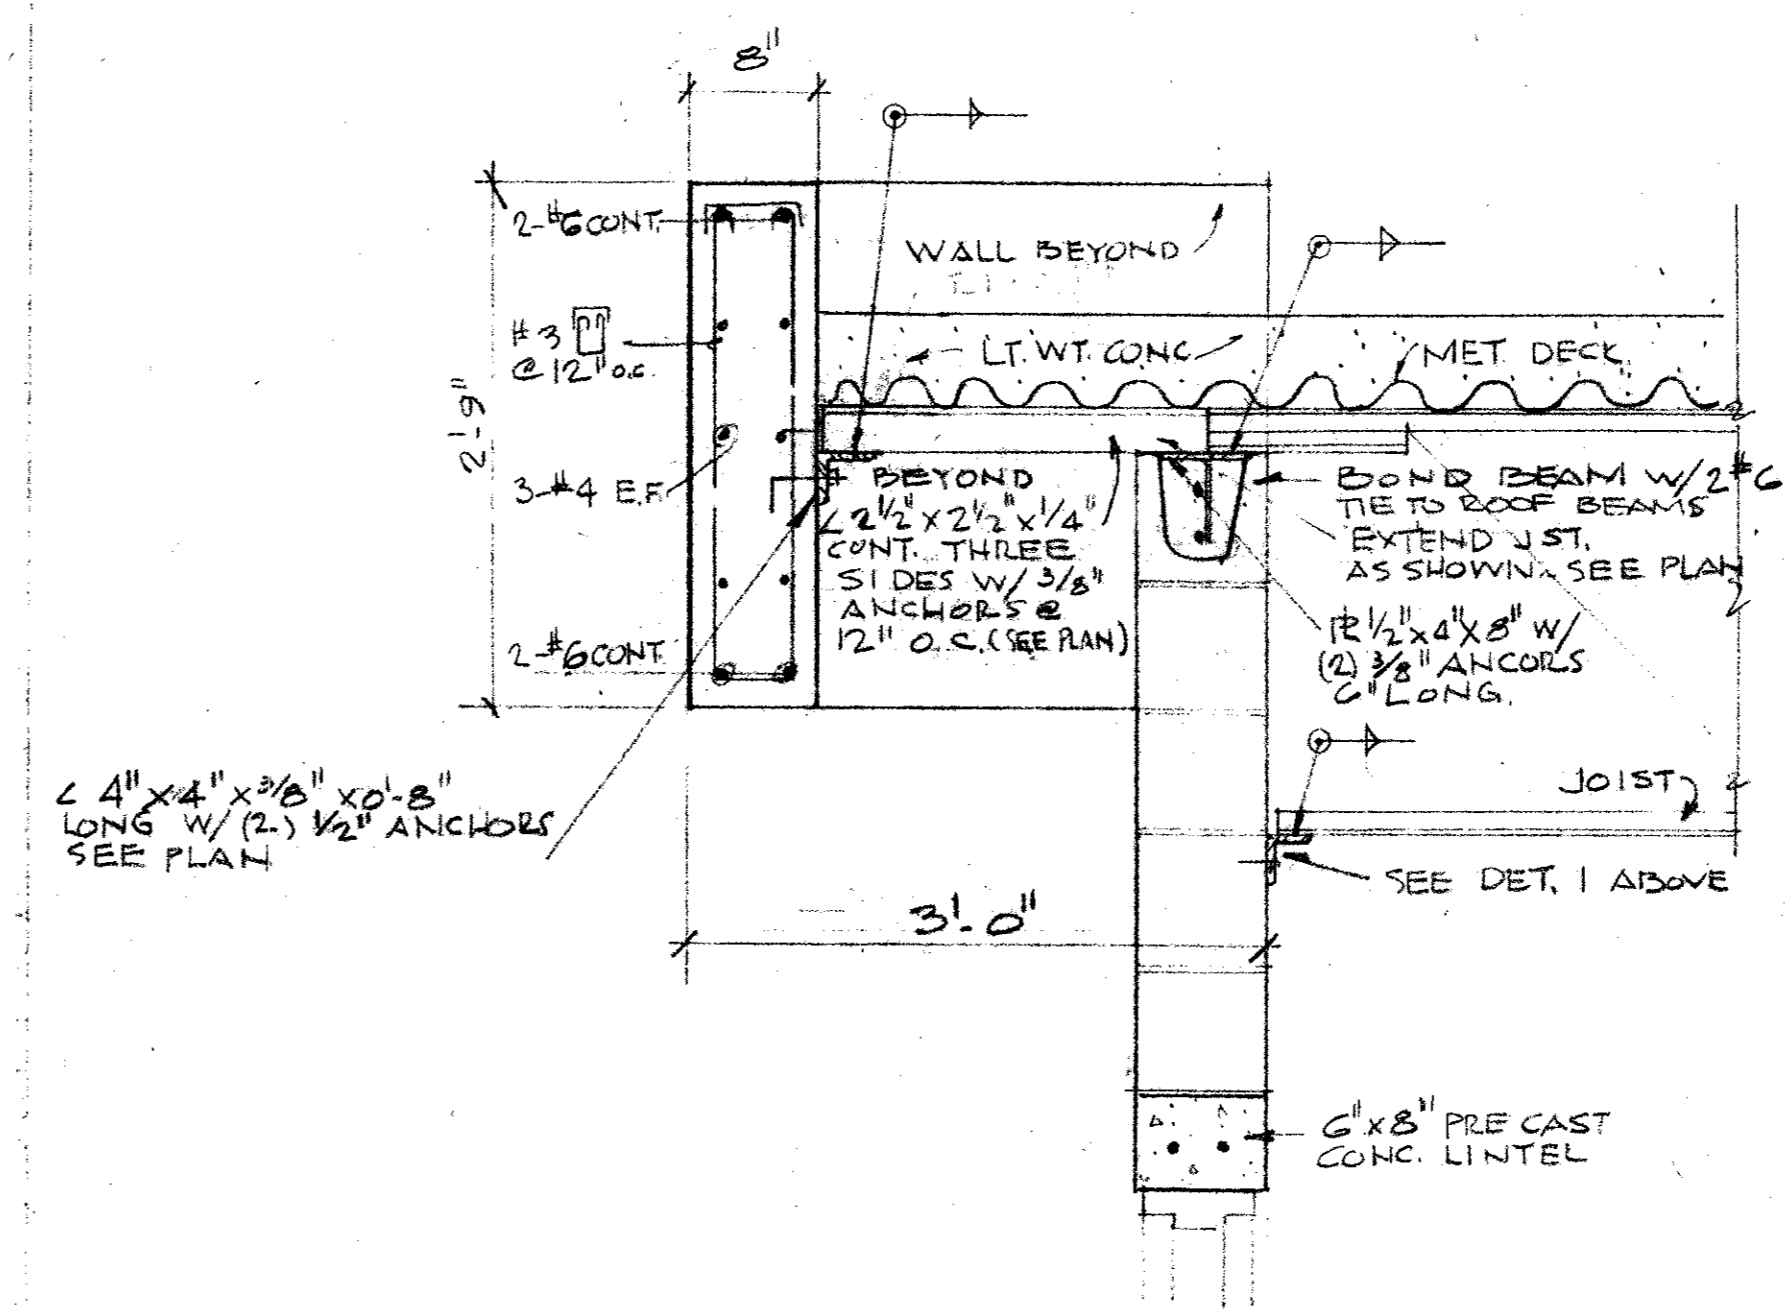 8"
2-#6 CONT.
WALL BEYOND
#3
@ 12" O.C.
LT. WT. CONC
MET. DECK.
2'-9"
3-#4 E.F.
BEYOND
∠ 2 1/2" x 2 1/2" x 1/4"
CONT. THREE
SIDES W/ 3/8"
ANCHORS @
12" O.C. (SEE PLAN)
BOND BEAM W/ 2 #6
TIE TO ROOF BEAMS
EXTEND JST.
AS SHOWN. SEE PLAN
2-#6 CONT.
PL 1/2" x 4" x 8" W/
(2) 3/8" ANCORS
6" LONG.
∠ 4" x 4" x 3/8" x 0'-8"
LONG W/ (2) 1/2" ANCHORS
SEE PLAN
JOIST
SEE DET. 1 ABOVE
3'-0"
6" x 8" PRE CAST
CONC. LINTEL